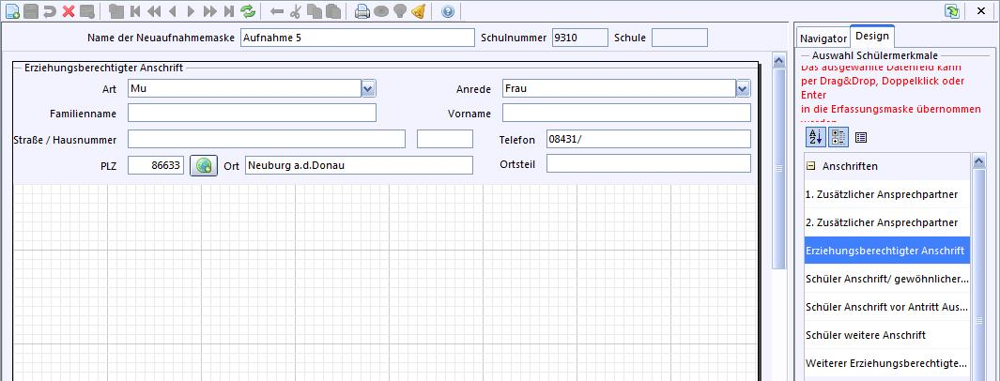 Name der Neuaufnahmemaske Aufnahme 5 Schulnummer 9310 Schule
Erziehungsberechtigter Anschrift
Art Mu Anrede Frau
Familienname Vorname
Straße / Hausnummer Telefon 08431/
PLZ 86633 Ort Neuburg a.d.Donau Ortsteil
Navigator Design
Auswahl Schülermerkmale
Das ausgewählte Datenfeld kann
per Drag&Drop, Doppelklick oder
Enter
in die Erfassungsmaske übernommen
werden
Anschriften
1. Zusätzlicher Ansprechpartner
2. Zusätzlicher Ansprechpartner
Erziehungsberechtigter Anschrift
Schüler Anschrift/ gewöhnlicher...
Schüler Anschrift vor Antritt Aus...
Schüler weitere Anschrift
Weiterer Erziehungsberechtigte...